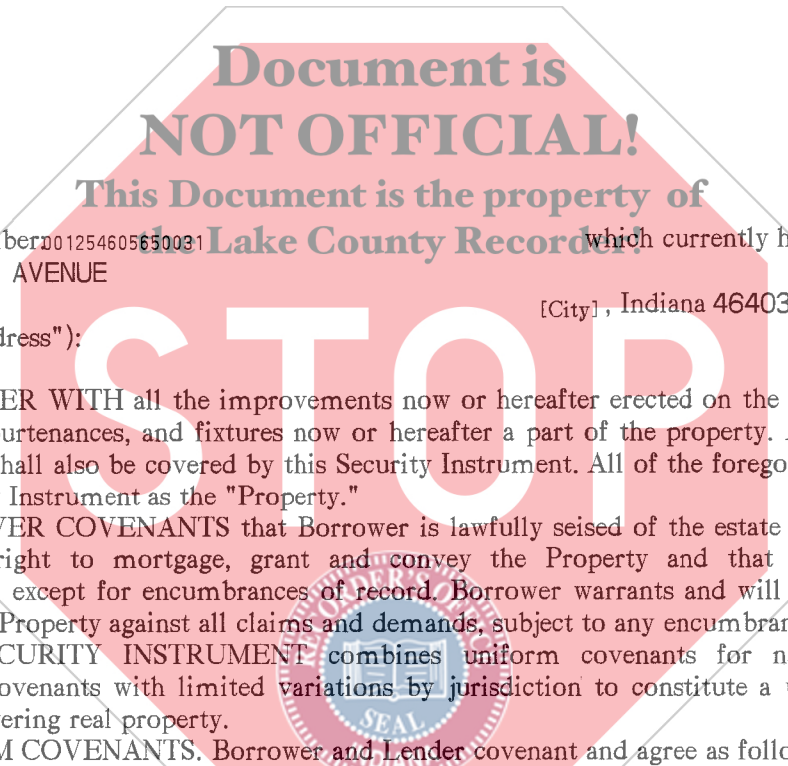 Document is
NOT OFFICIAL!
This Document is the property of
the Lake County Recorder!
ber: 001254605650031 which currently h
AVENUE
[City], Indiana 46403
dress"):
STOP
ER WITH all the improvements now or hereafter erected on the
urtenances, and fixtures now or hereafter a part of the property. A
hall also be covered by this Security Instrument. All of the forego
Instrument as the "Property."
VER COVENANTS that Borrower is lawfully seised of the estate
right to mortgage, grant and convey the Property and that
except for encumbrances of record. Borrower warrants and will
Property against all claims and demands, subject to any encumbran
CURITY INSTRUMENT combines uniform covenants for n
ovenants with limited variations by jurisdiction to constitute a
ering real property.
M COVENANTS. Borrower and Lender covenant and agree as follo
RECORDER'S OFFICE
SEAL